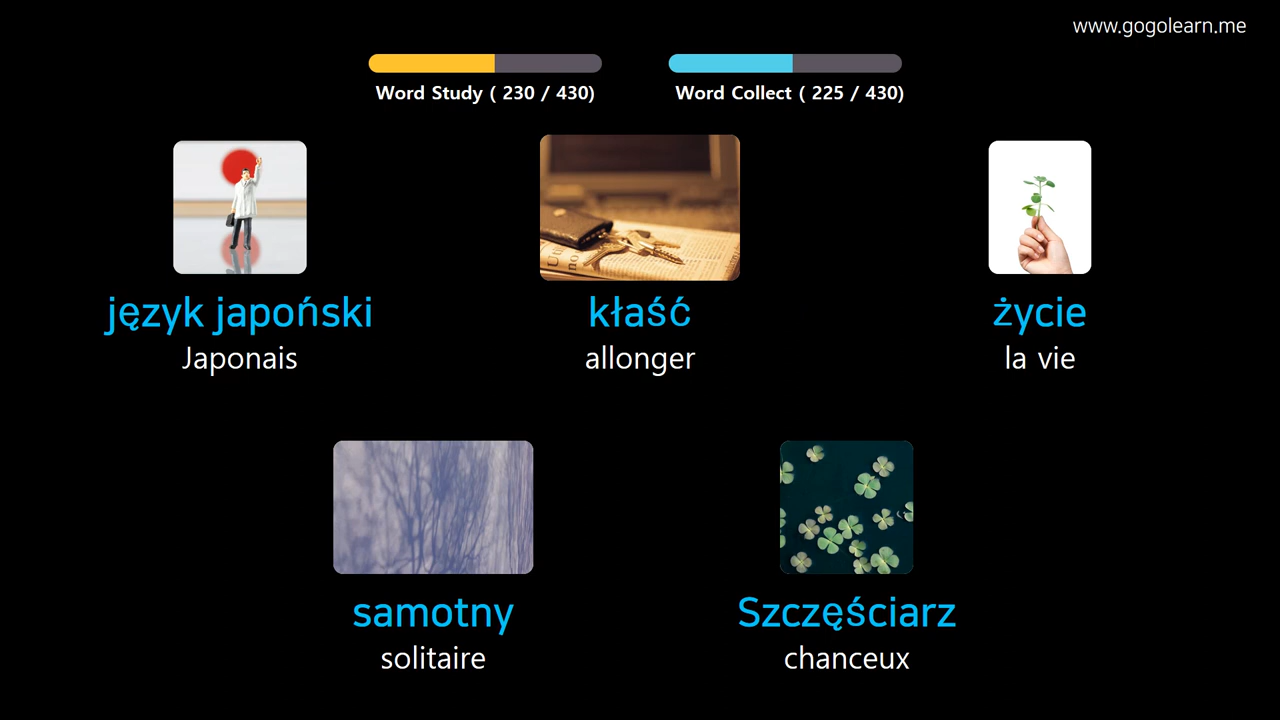 www.gogolearn.me
Word Study ( 230 / 430)
Word Collect ( 225 / 430)
język japoński
Japonais
kłaść
allonger
życie
la vie
samotny
solitaire
Szczęściarz
chanceux